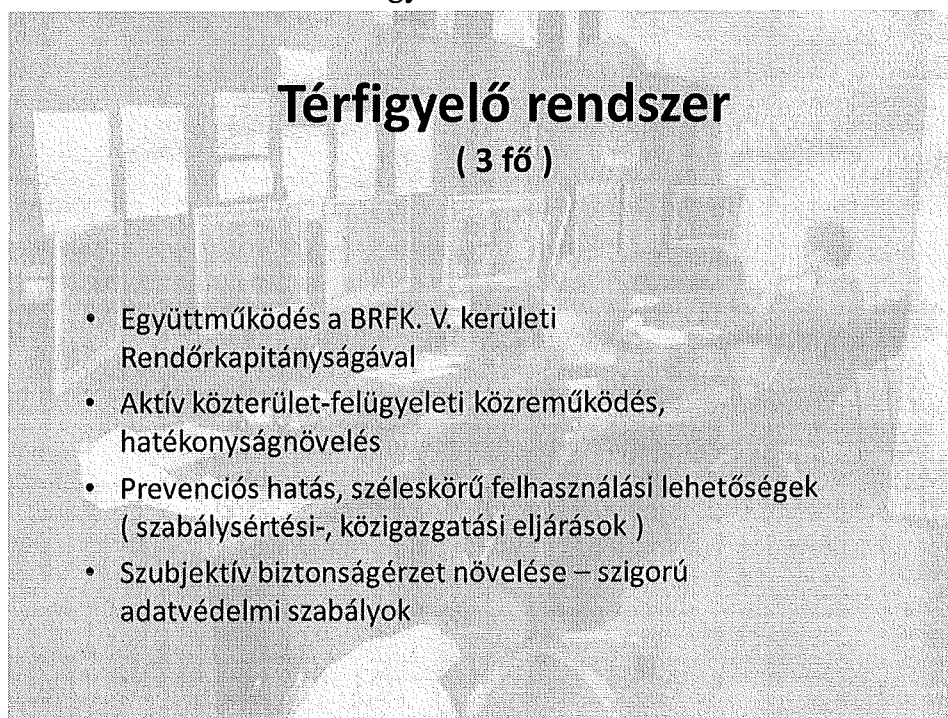 Térfigyelő rendszer
( 3 fő )
• Együttműködés a BRFK. V. kerületi
Rendőrkapitányságával
• Aktív közterület-felügyeleti közreműködés,
hatékonyságnövelés
• Prevenciós hatás, széleskörű felhasználási lehetőségek
( szabálysértési-, közigazgatási eljárások )
• Szubjektív biztonságérzet növelése – szigorú
adatvédelmi szabályok